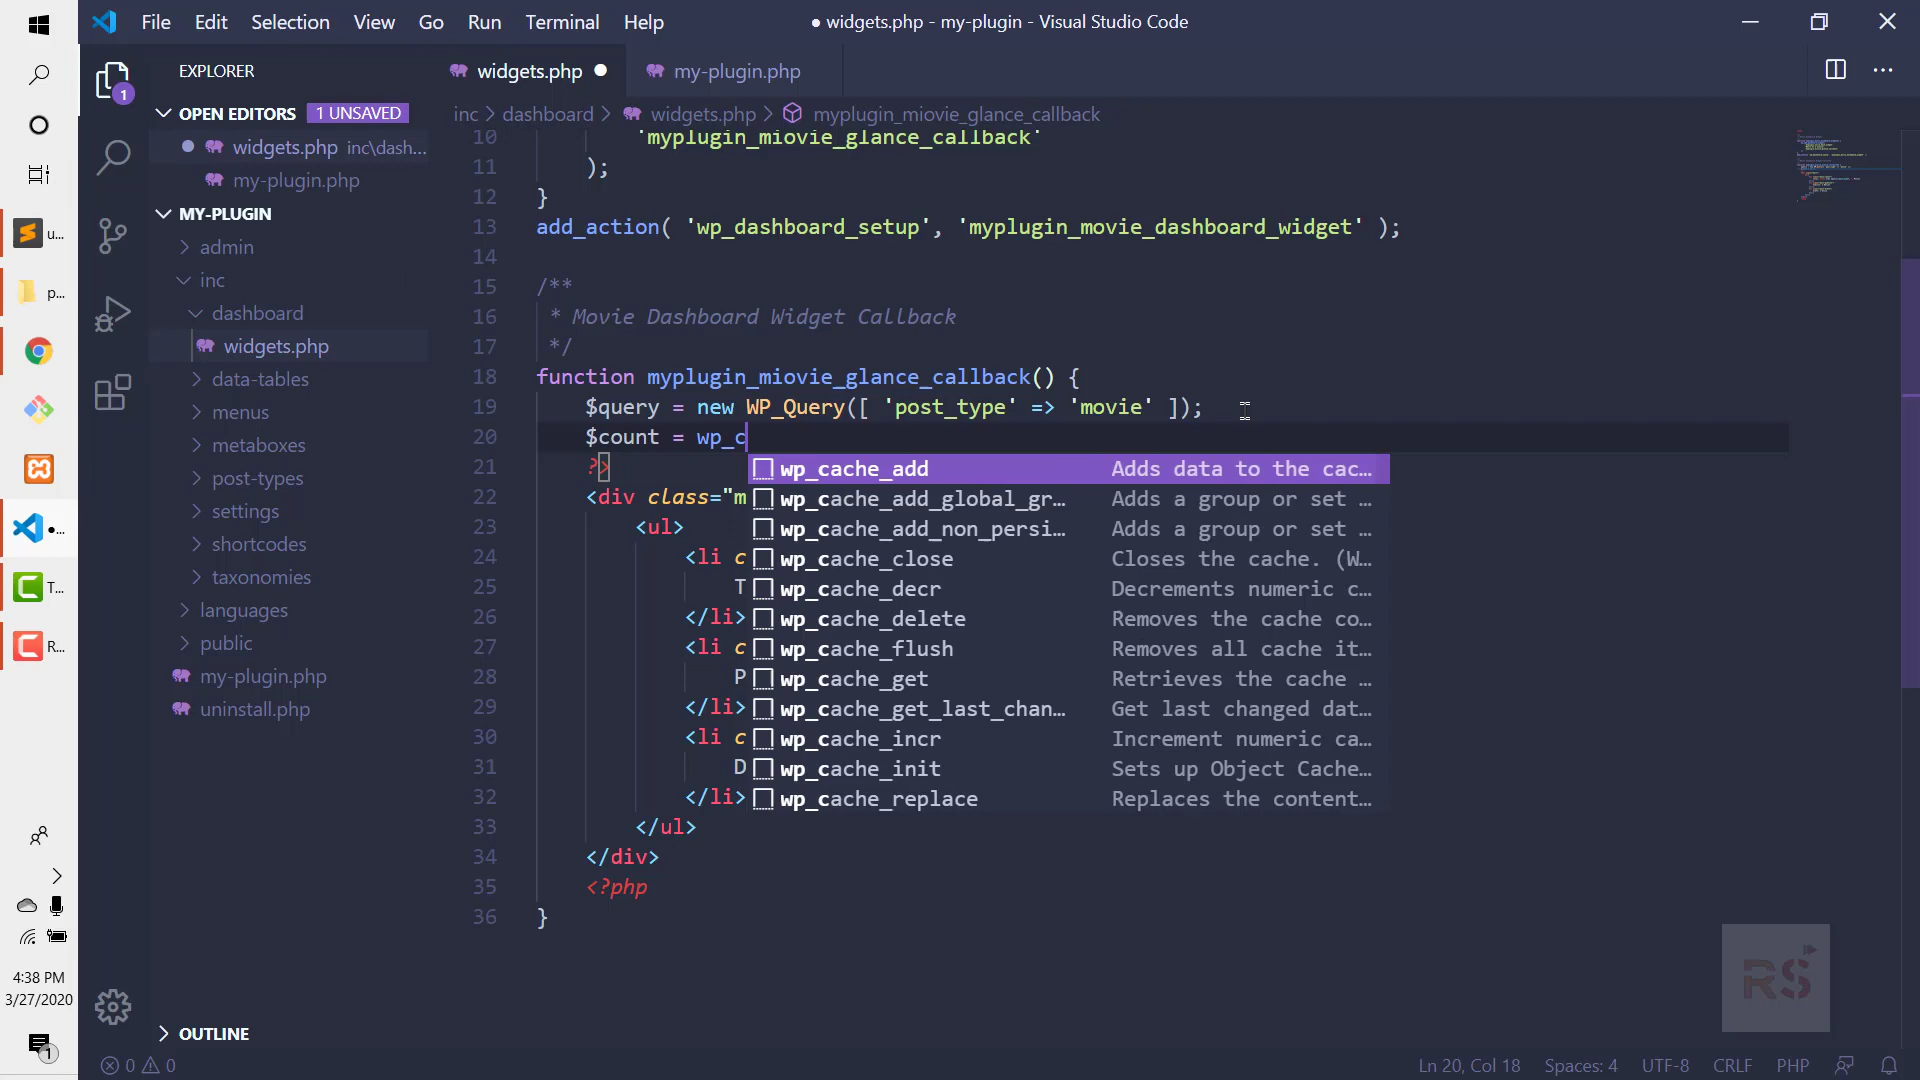 File Edit Selection View Go Run Terminal Help
● widgets.php - my-plugin - Visual Studio Code
EXPLORER
1
OPEN EDITORS 1 UNSAVED
widgets.php inc\dash...
my-plugin.php
MY-PLUGIN
admin
inc
dashboard
widgets.php
data-tables
menus
metaboxes
post-types
settings
shortcodes
taxonomies
languages
public
my-plugin.php
uninstall.php
OUTLINE
widgets.php
my-plugin.php
inc > dashboard > widgets.php > myplugin_miovie_glance_callback
10 'myplugin_miovie_glance_callback'
11 );
12 }
13 add_action( 'wp_dashboard_setup', 'myplugin_movie_dashboard_widget' );
14
15 /**
16 * Movie Dashboard Widget Callback
17 */
18 function myplugin_miovie_glance_callback() {
19 $query = new WP_Query([ 'post_type' => 'movie' ]);
20 $count = wp_c
21 ?>
22 <div class="m
23 <ul>
24 <li c
25 T
26 </li>
27 <li c
28 P
29 </li>
30 <li c
31 D
32 </li>
33 </ul>
34 </div>
35 <?php
36 }
wp_cache_add Adds data to the cac…
wp_cache_add_global_gr… Adds a group or set …
wp_cache_add_non_persi… Adds a group or set …
wp_cache_close Closes the cache. (W…
wp_cache_decr Decrements numeric c…
wp_cache_delete Removes the cache co…
wp_cache_flush Removes all cache it…
wp_cache_get Retrieves the cache …
wp_cache_get_last_chan… Get last changed dat…
wp_cache_incr Increment numeric ca…
wp_cache_init Sets up Object Cache…
wp_cache_replace Replaces the content…
u...
p...
●...
T...
R...
4:38 PM
3/27/2020
1
RS
0 0
Ln 20, Col 18 Spaces: 4 UTF-8 CRLF PHP